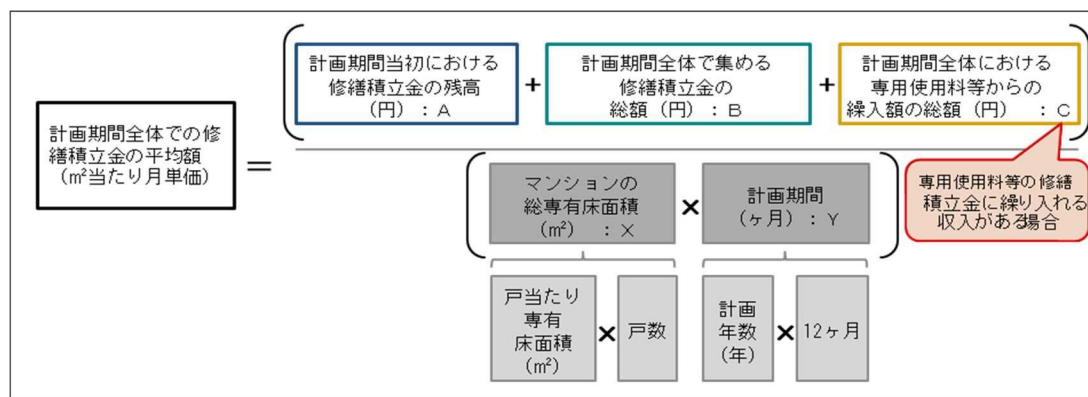 計画期間全体での修
繕積立金の平均額
(㎡当たり月単価)
=
計画期間当初における
修繕積立金の残高
(円) : A
+
計画期間全体で集める
修繕積立金の
総額 (円) : B
+
計画期間全体における
専用使用料等からの
繰入額の総額 (円) : C
マンションの
総専有床面積
(㎡) : X
×
計画期間
(ヶ月) : Y
専用使用料等の修繕
積立金に繰り入れる
収入がある場合
戸当たり
専有
床面積
(㎡)
×
戸数
計画
年数
(年)
×
12ヶ月